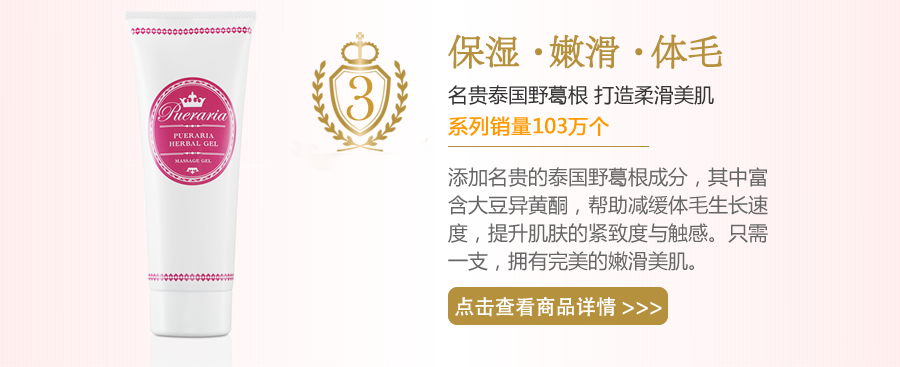 Pueraria
PUERARIA
HERBAL GEL
MASSAGE GEL
3
保湿·嫩滑·体毛
名贵泰国野葛根 打造柔滑美肌
系列销量103万个
添加名贵的泰国野葛根成分，其中富
含大豆异黄酮，帮助减缓体毛生长速
度，提升肌肤的紧致度与触感。只需
一支，拥有完美的嫩滑美肌。
点击查看商品详情 >>>